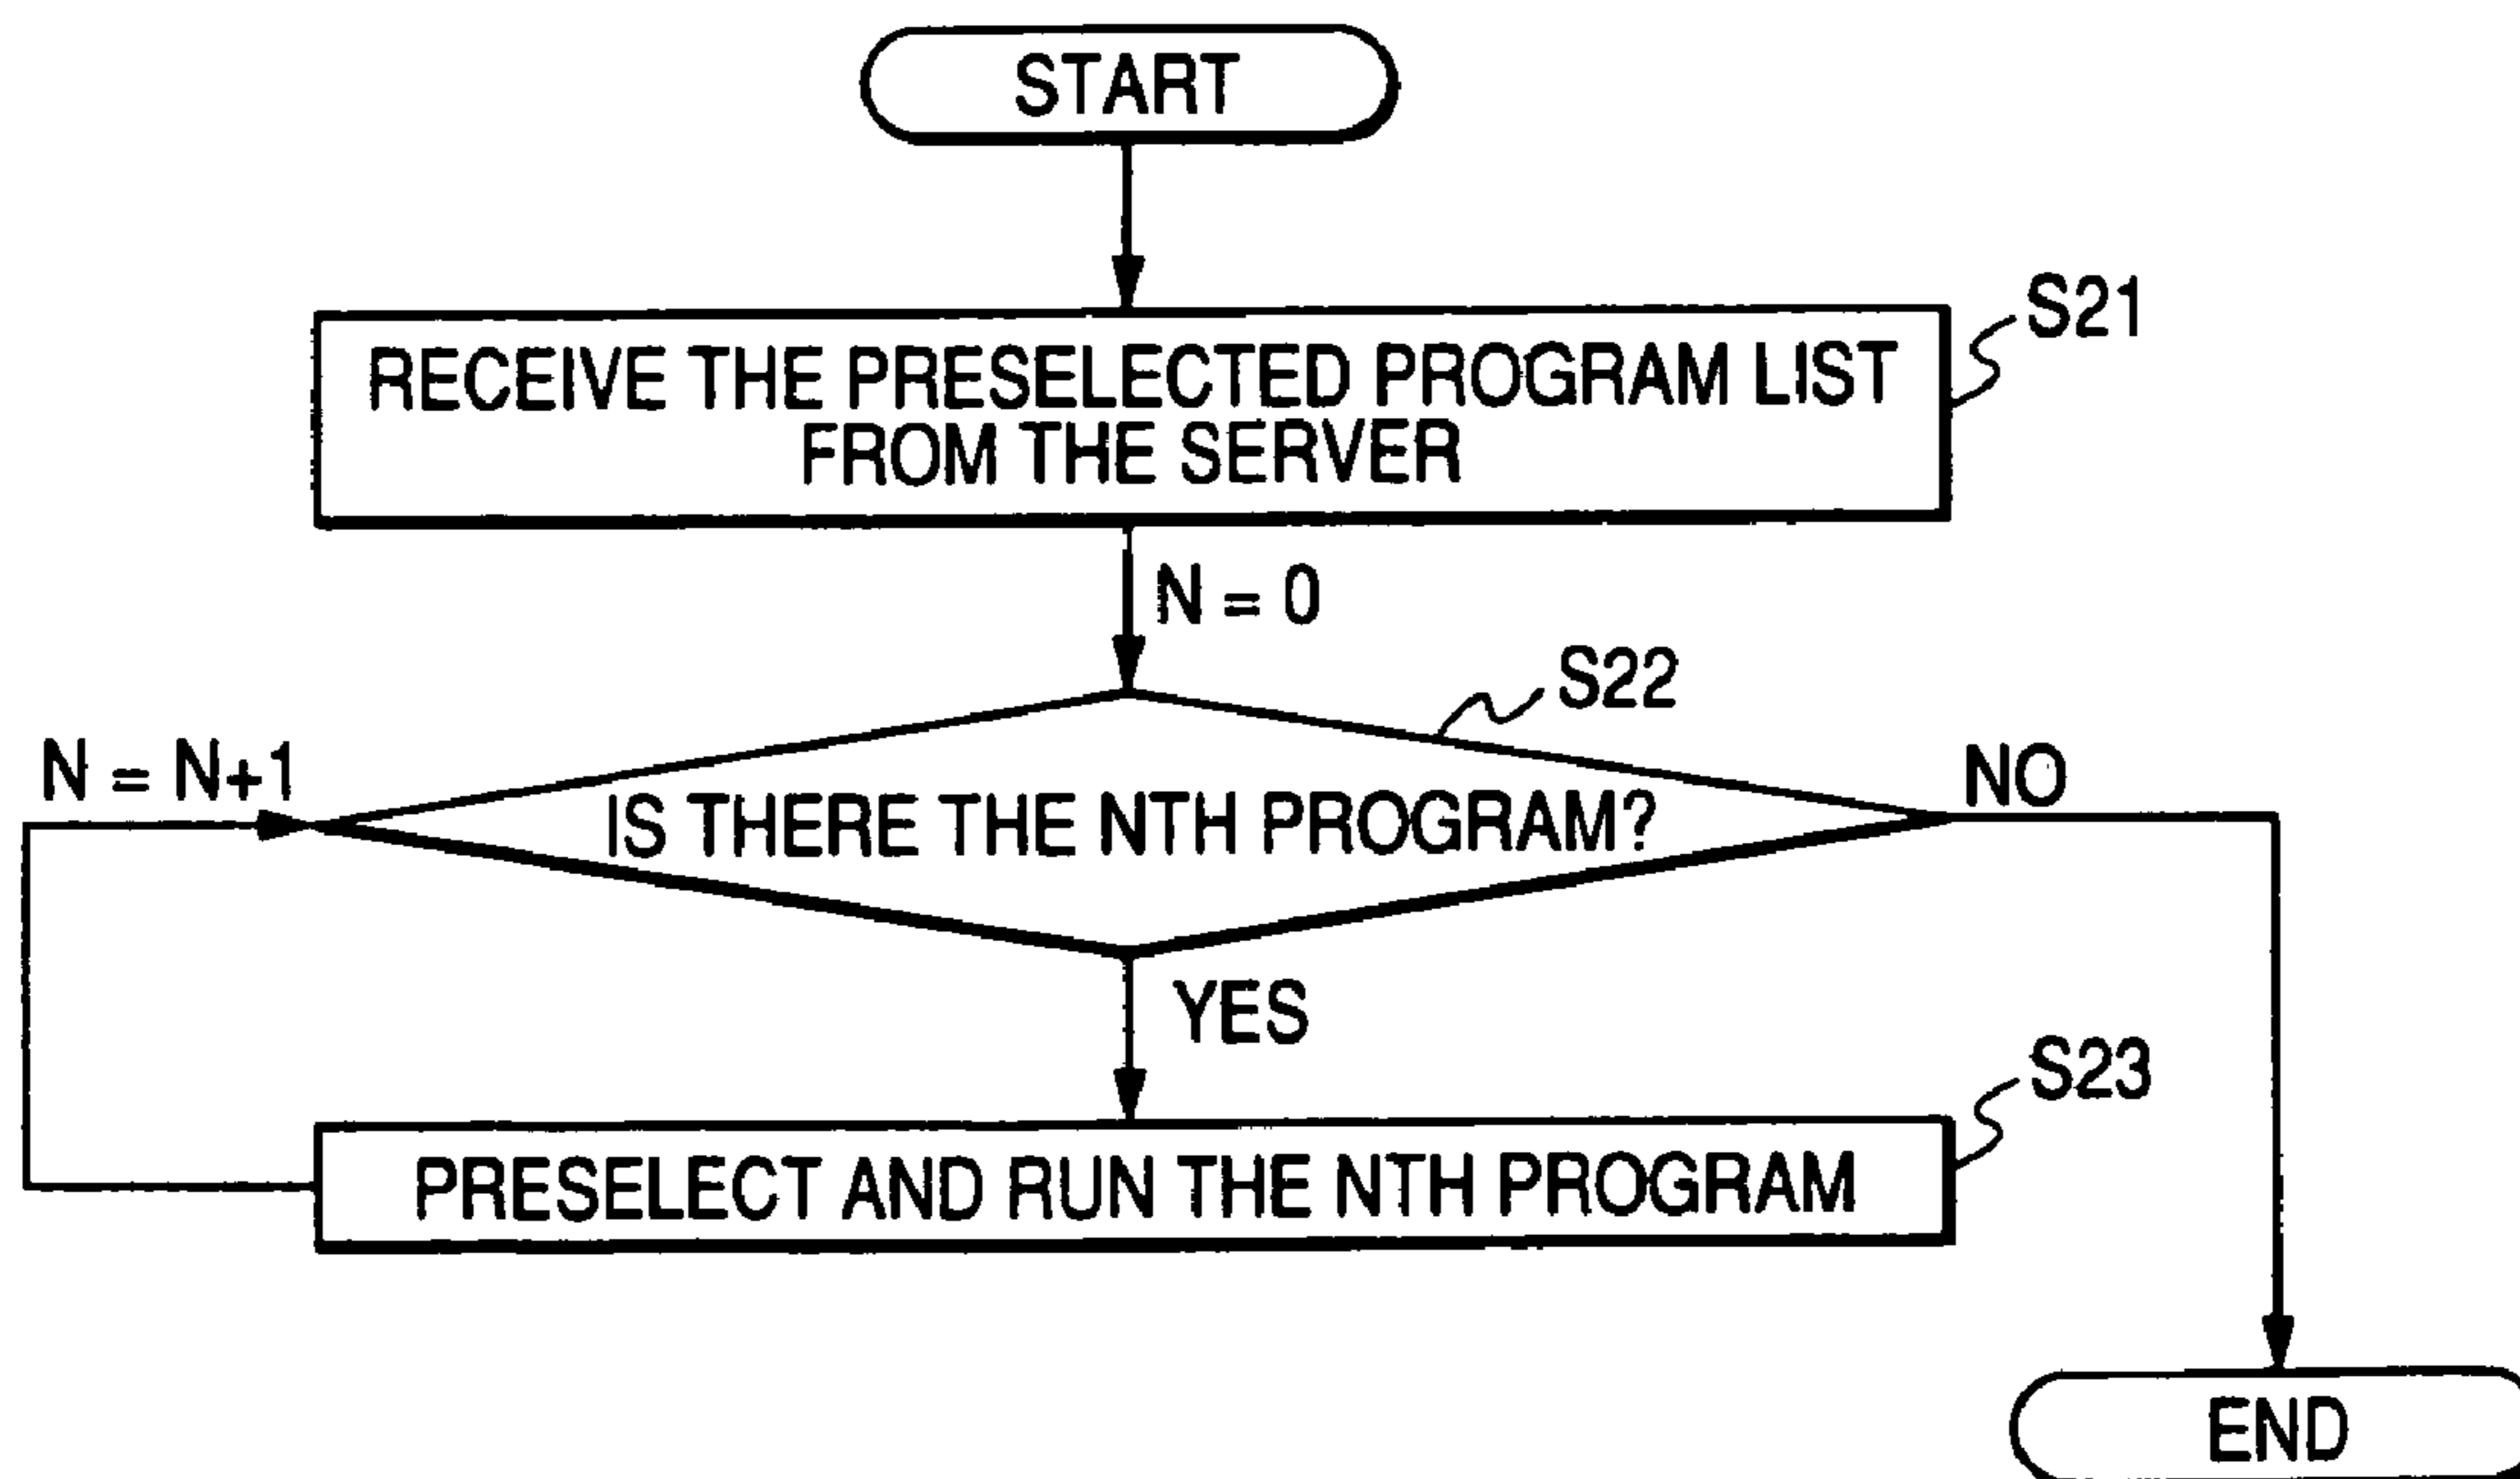 START
S21
RECEIVE THE PRESELECTED PROGRAM LIST
FROM THE SERVER
N = 0
S22
N = N+1
IS THERE THE NTH PROGRAM?
NO
YES
S23
PRESELECT AND RUN THE NTH PROGRAM
END